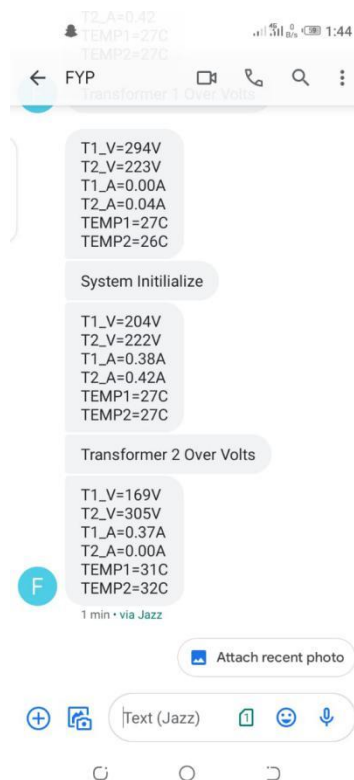 T2_A=0.42
TEMP1=27C
1:44
TEMP2=27C
FYP
Transformer 1 Over Volts
T1_V=294V
T2_V=223V
T1_A=0.00A
T2_A=0.04A
TEMP1=27C
TEMP2=26C
System Initilialize
T1_V=204V
T2_V=222V
T1_A=0.38A
T2_A=0.42A
TEMP1=27C
TEMP2=27C
Transformer 2 Over Volts
T1_V=169V
T2_V=305V
T1_A=0.37A
T2_A=0.00A
TEMP1=31C
TEMP2=32C
F
1 min • via Jazz
Attach recent photo
Text (Jazz)
1